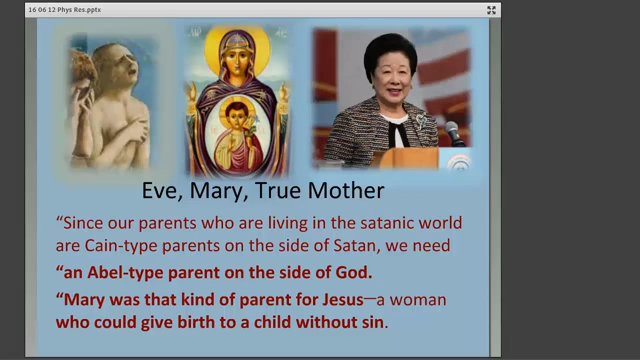 16 06 12 Phys Res.pptx
Eve, Mary, True Mother
“Since our parents who are living in the satanic world
are Cain-type parents on the side of Satan, we need
“an Abel-type parent on the side of God.
“Mary was that kind of parent for Jesus—a woman
who could give birth to a child without sin.